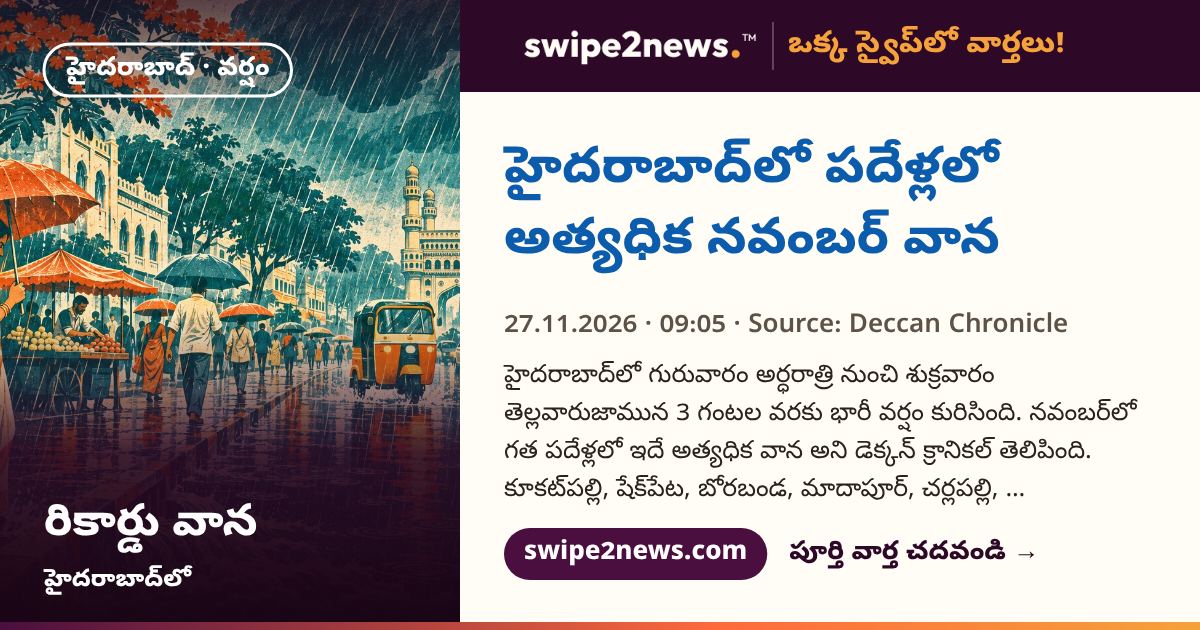 హైదరాబాద్ · వర్షం
రికార్డు వాన
హైదరాబాద్‌లో
swipe2news.™ ఒక్క స్వైప్‌లో వార్తలు!
హైదరాబాద్‌లో పదేళ్లలో
అత్యధిక నవంబర్ వాన
27.11.2026 · 09:05 · Source: Deccan Chronicle
హైదరాబాద్‌లో గురువారం అర్ధరాత్రి నుంచి శుక్రవారం
తెల్లవారుజామున 3 గంటల వరకు భారీ వర్షం కురిసింది. నవంబర్‌లో
గత పదేళ్లలో ఇదే అత్యధిక వాన అని డెక్కన్ క్రానికల్ తెలిపింది.
కూకట్‌పల్లి, షేక్‌పేట, బోరబండ, మాదాపూర్, చర్లపల్లి, ...
swipe2news.com పూర్తి వార్త చదవండి →